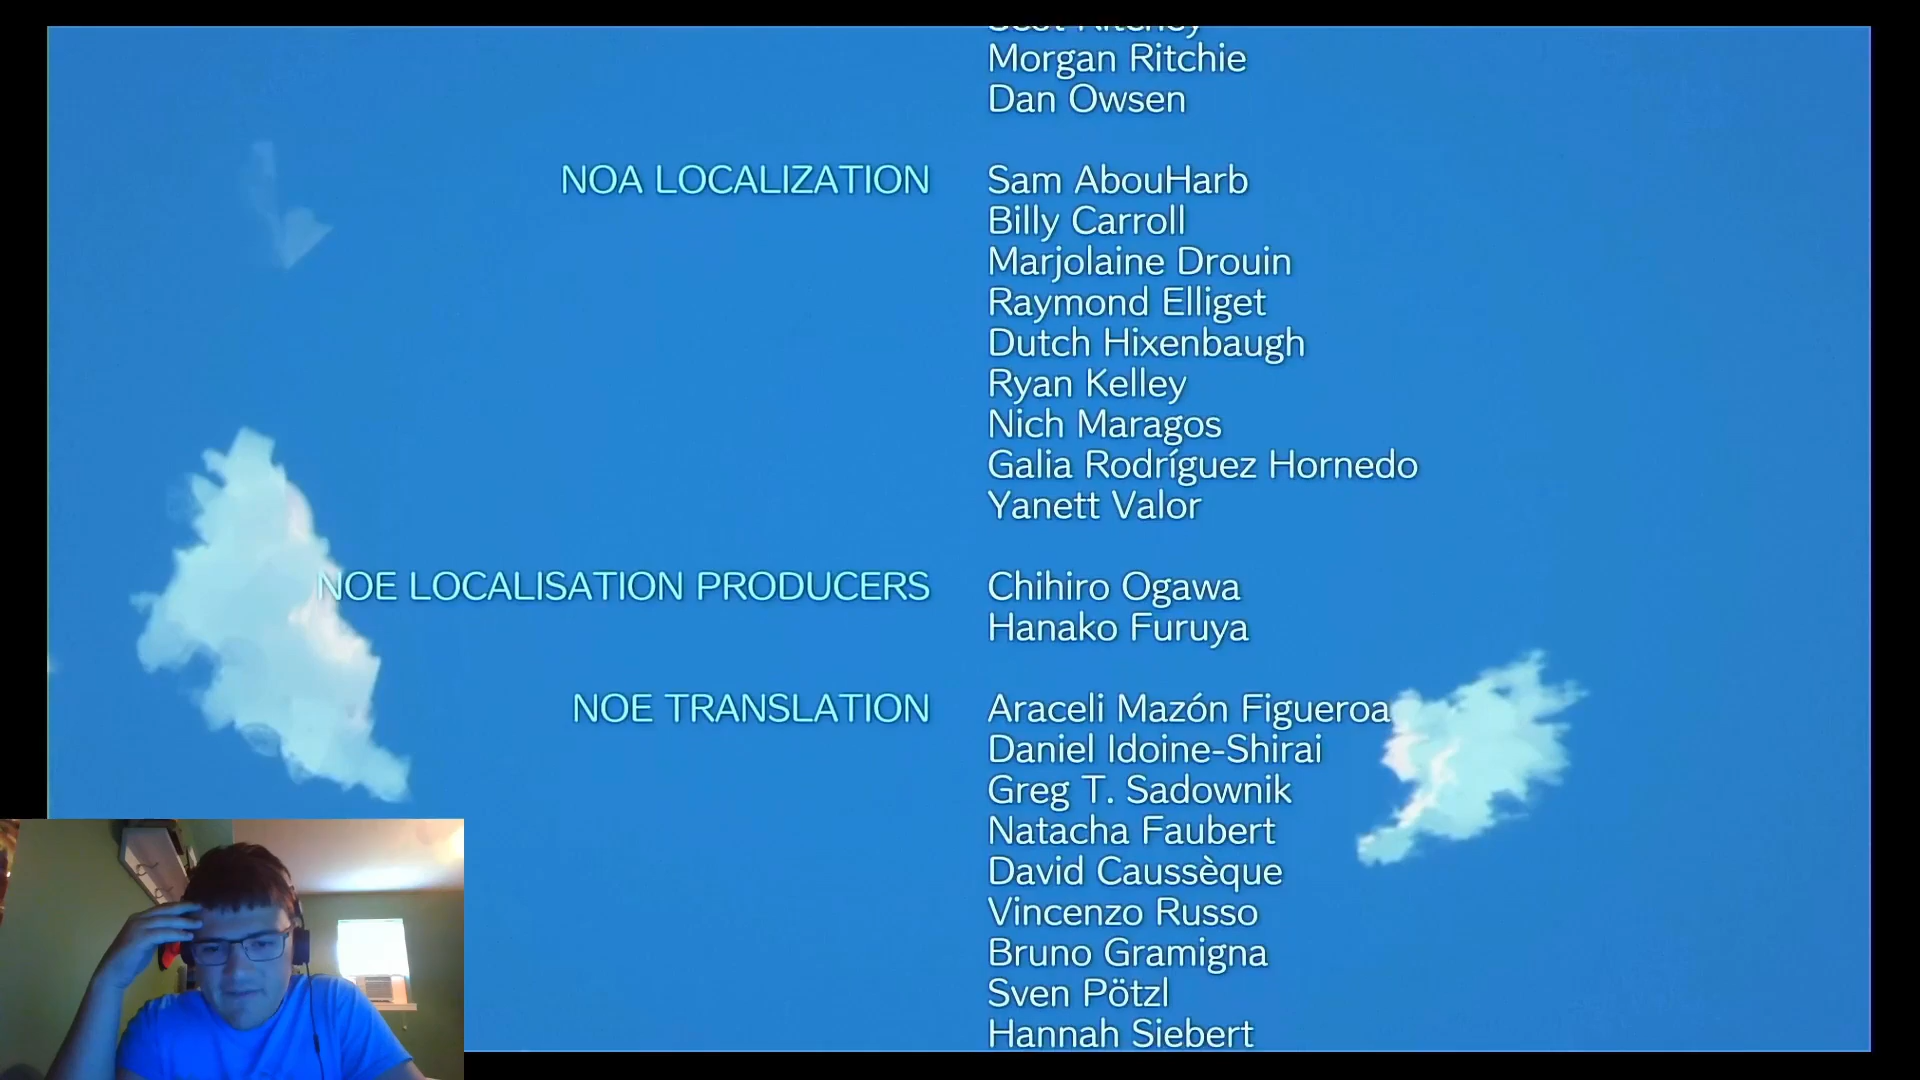 Morgan Ritchie
Dan Owsen
NOA LOCALIZATION Sam AbouHarb
Billy Carroll
Marjolaine Drouin
Raymond Elliget
Dutch Hixenbaugh
Ryan Kelley
Nich Maragos
Galia Rodríguez Hornedo
Yanett Valor
NOE LOCALISATION PRODUCERS Chihiro Ogawa
Hanako Furuya
NOE TRANSLATION Araceli Mazón Figueroa
Daniel Idoine-Shirai
Greg T. Sadownik
Natacha Faubert
David Caussèque
Vincenzo Russo
Bruno Gramigna
Sven Pötzl
Hannah Siebert